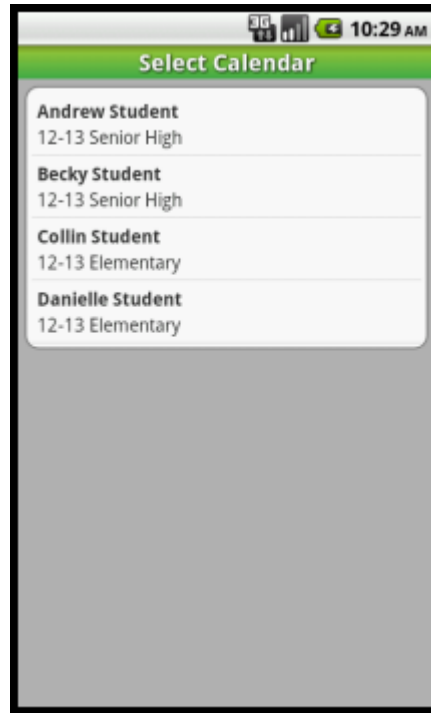 3G
10:29 AM
Select Calendar
Andrew Student
12-13 Senior High
Becky Student
12-13 Senior High
Collin Student
12-13 Elementary
Danielle Student
12-13 Elementary